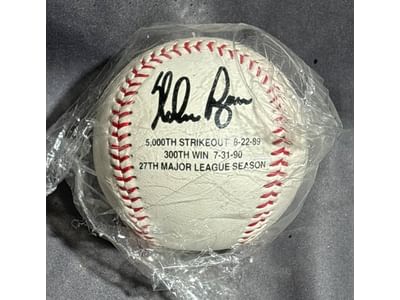 Nolan Ryan
5,000TH STRIKEOUT 8-22-89
300TH WIN 7-31-90
27TH MAJOR LEAGUE SEASON